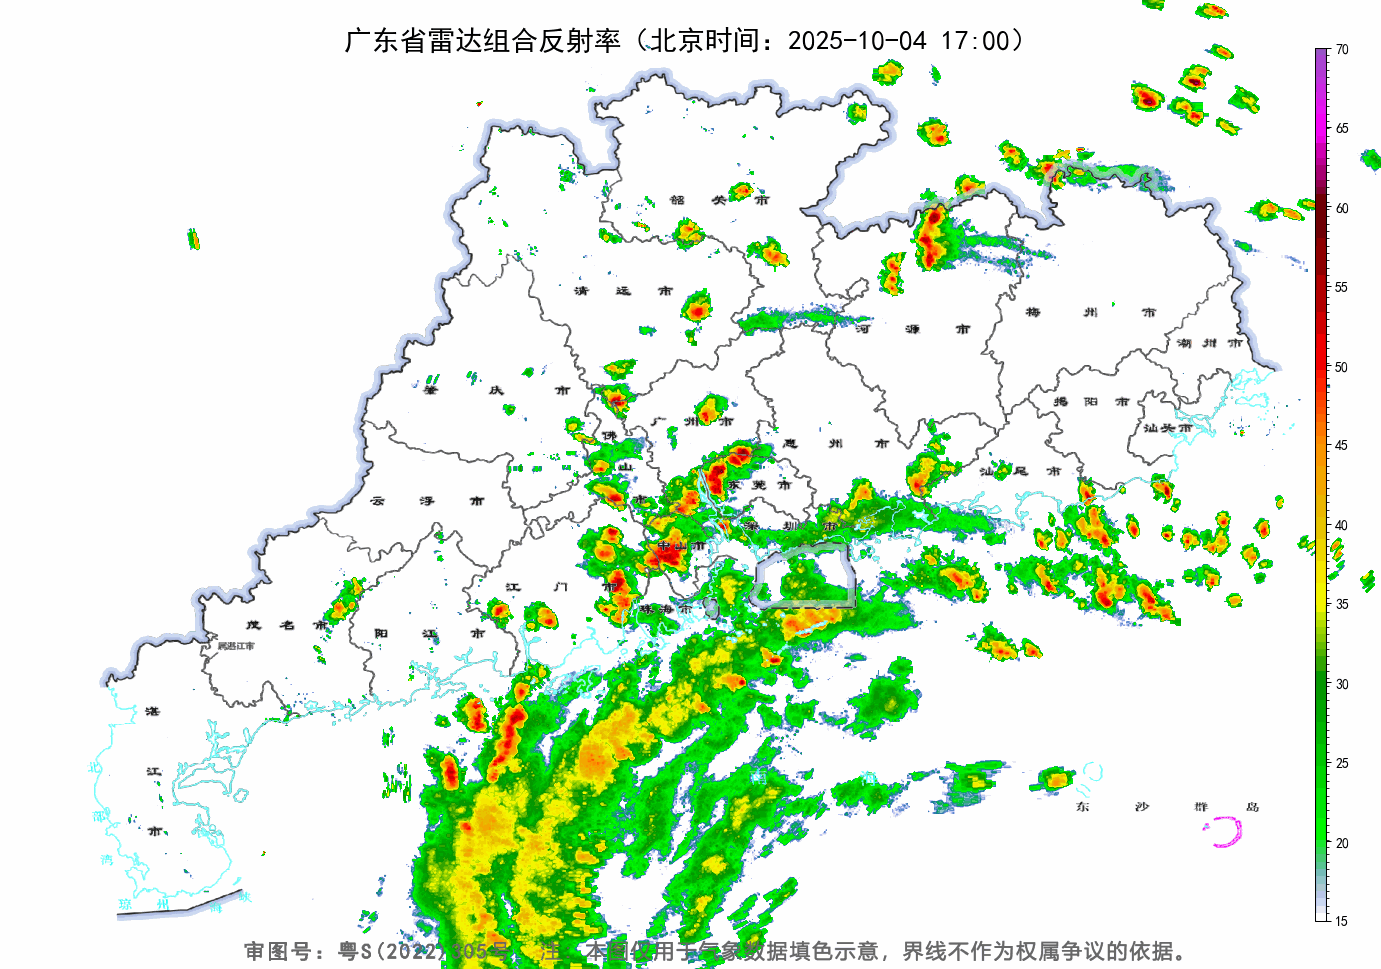 广东省雷达组合反射率（北京时间：2025-10-04 17:00）
70
65
60
55
50
45
40
35
30
25
20
15
韶关市
清远市
河源市
梅州市
潮州市
肇庆市
广州市
揭阳市
汕头市
佛山市
惠州市
汕尾市
云浮市
东莞市
深圳市
中山市
江门市
珠海市
茂名市
阳江市
属湛江市
湛江市
北部湾
东沙群岛
琼州海峡
审图号：粤S(2022)305号 注：本图仅用于气象数据填色示意，界线不作为权属争议的依据。